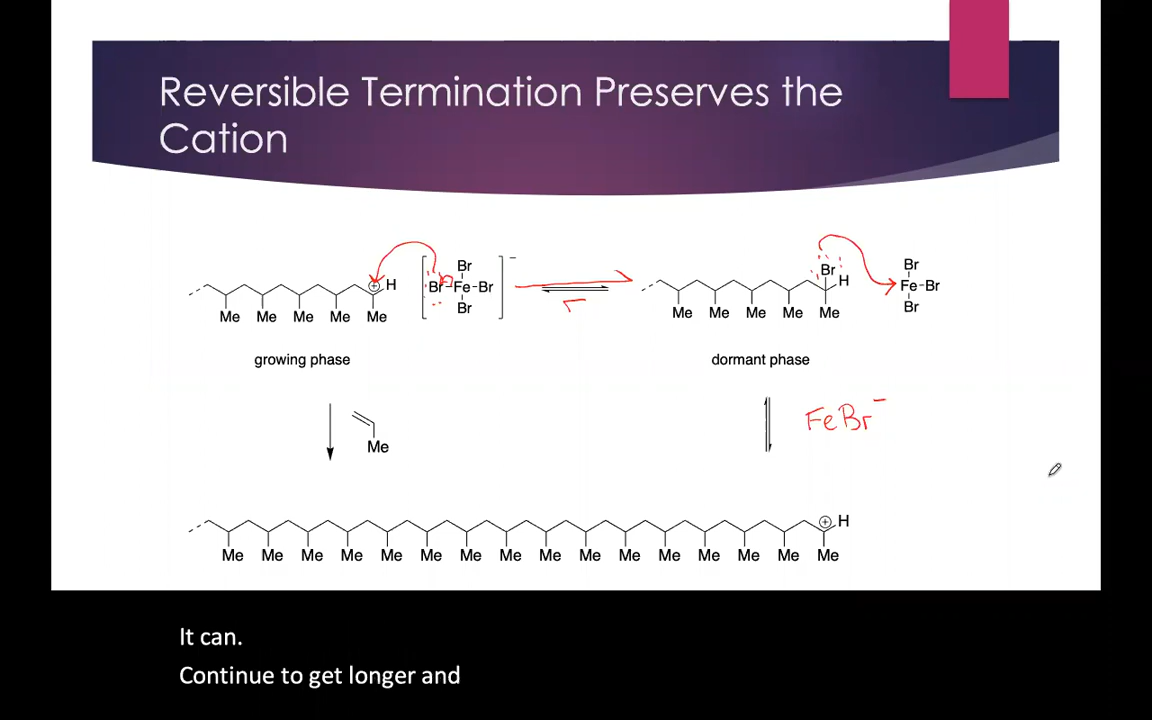 Reversible Termination Preserves the
Cation
Br
Br-Fe-Br
Br
−
⊕ H
Me Me Me Me Me
Br
H
Me Me Me Me Me
Br
Fe-Br
Br
growing phase
dormant phase
Me
FeBr⁻
⊕ H
Me Me Me Me Me Me Me Me Me Me Me Me Me Me Me Me
It can.
Continue to get longer and